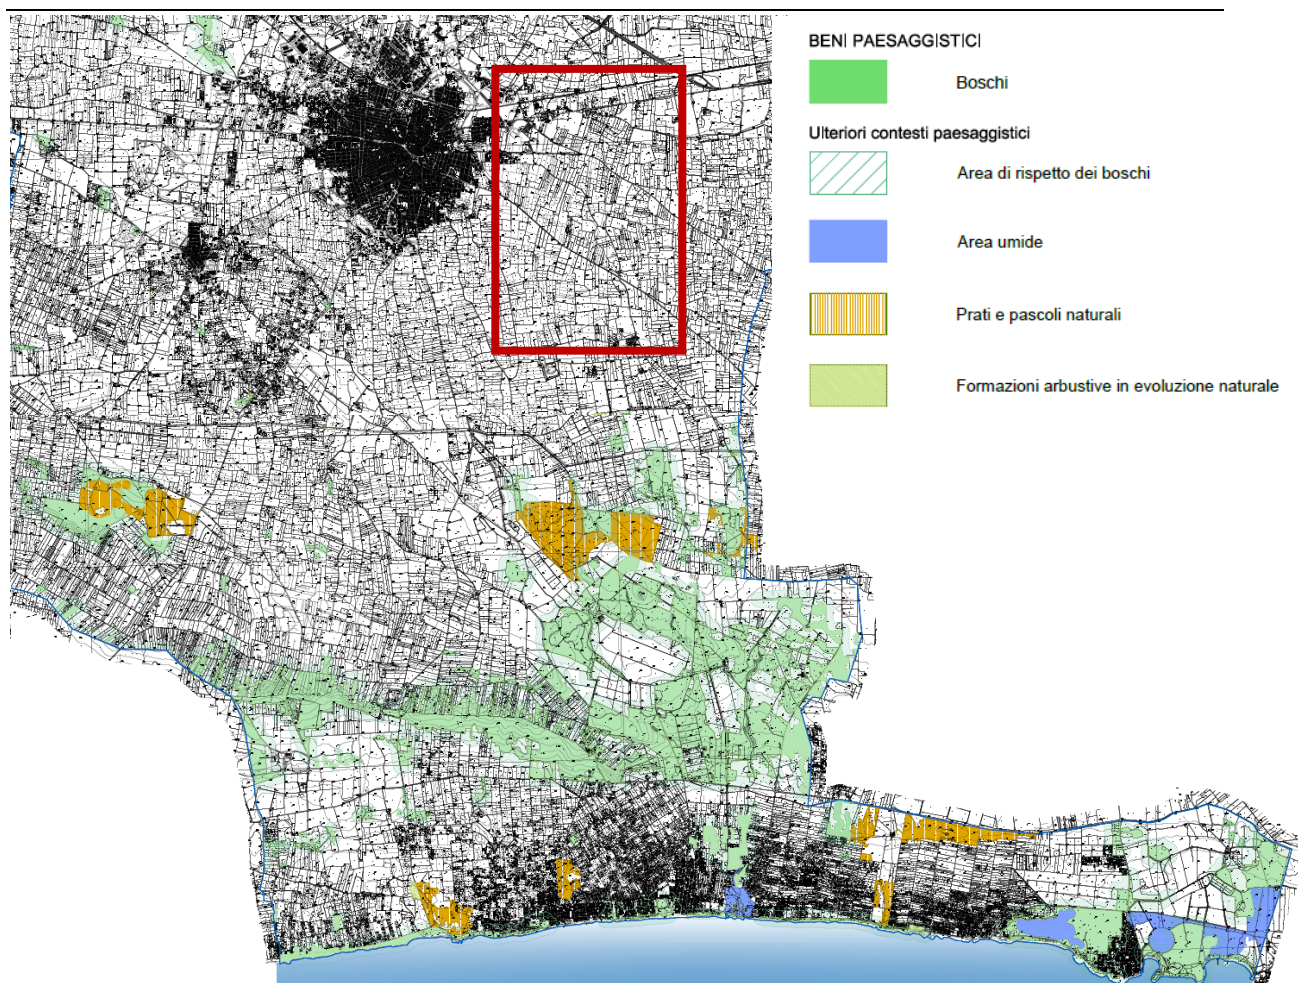 BENI PAESAGGISTICI
Boschi
Ulteriori contesti paesaggistici
Area di rispetto dei boschi
Area umide
Prati e pascoli naturali
Formazioni arbustive in evoluzione naturale